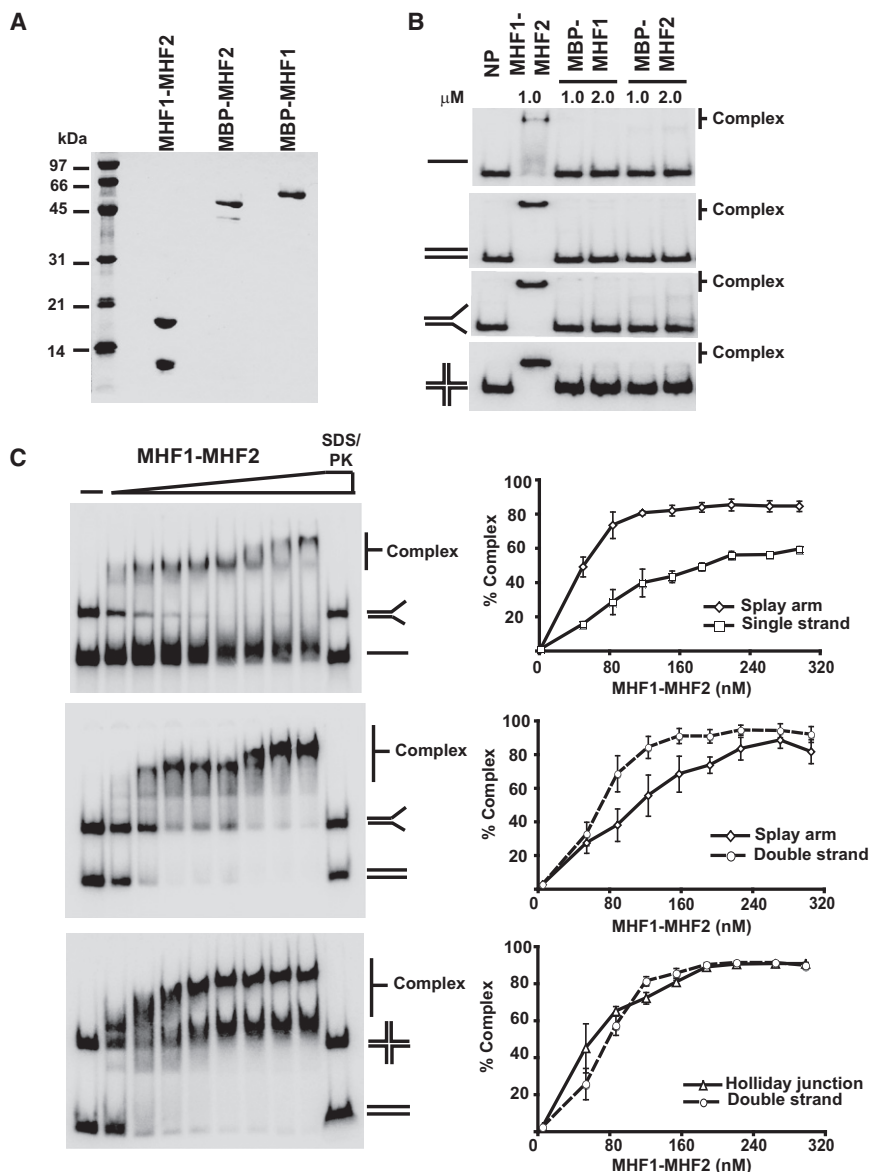 A
MHF1-MHF2
MBP-MHF2
MBP-MHF1
kDa
97
66
45
31
21
14
B
NP
MHF1-
MHF2
MBP-
MHF1
MBP-
MHF2
μM
1.0
1.0 2.0
1.0 2.0
Complex
Complex
Complex
Complex
C
MHF1-MHF2
SDS/
PK
Complex
% Complex
100
80
60
40
20
0 80 160 240 320
MHF1-MHF2 (nM)
Splay arm
Single strand
Complex
% Complex
100
80
60
40
20
0 80 160 240 320
MHF1-MHF2 (nM)
Splay arm
Double strand
Complex
% Complex
100
80
60
40
20
0 80 160 240 320
MHF1-MHF2 (nM)
Holliday junction
Double strand